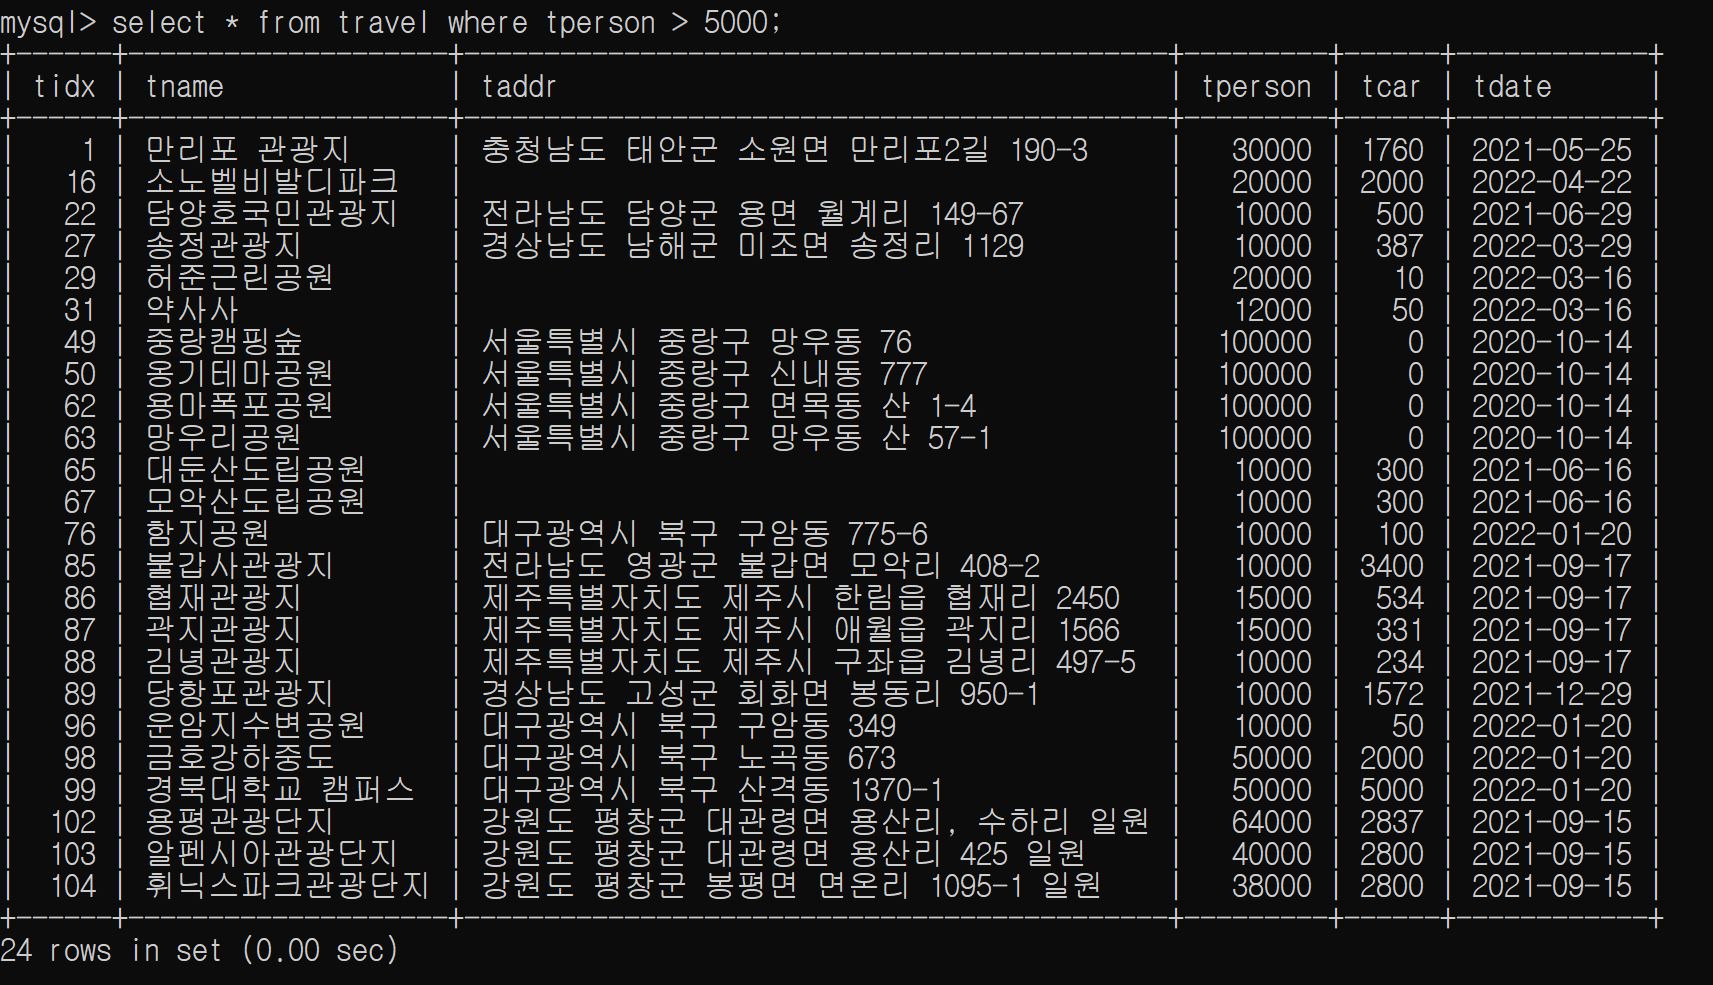 mysql> select * from travel where tperson > 5000;
+------+--------------------+--------------------------------------------+---------+------+------------+
| tidx | tname | taddr | tperson | tcar | tdate |
+------+--------------------+--------------------------------------------+---------+------+------------+
| 1 | 만리포 관광지 | 충청남도 태안군 소원면 만리포2길 190-3 | 30000 | 1760 | 2021-05-25 |
| 16 | 소노벨비발디파크 | | 20000 | 2000 | 2022-04-22 |
| 22 | 담양호국민관광지 | 전라남도 담양군 용면 월계리 149-67 | 10000 | 500 | 2021-06-29 |
| 27 | 송정관광지 | 경상남도 남해군 미조면 송정리 1129 | 10000 | 387 | 2022-03-29 |
| 29 | 허준근린공원 | | 20000 | 10 | 2022-03-16 |
| 31 | 약사사 | | 12000 | 50 | 2022-03-16 |
| 49 | 중랑캠핑숲 | 서울특별시 중랑구 망우동 76 | 100000 | 0 | 2020-10-14 |
| 50 | 옹기테마공원 | 서울특별시 중랑구 신내동 777 | 100000 | 0 | 2020-10-14 |
| 62 | 용마폭포공원 | 서울특별시 중랑구 면목동 산 1-4 | 100000 | 0 | 2020-10-14 |
| 63 | 망우리공원 | 서울특별시 중랑구 망우동 산 57-1 | 100000 | 0 | 2020-10-14 |
| 65 | 대둔산도립공원 | | 10000 | 300 | 2021-06-16 |
| 67 | 모악산도립공원 | | 10000 | 300 | 2021-06-16 |
| 76 | 함지공원 | 대구광역시 북구 구암동 775-6 | 10000 | 100 | 2022-01-20 |
| 85 | 불갑사관광지 | 전라남도 영광군 불갑면 모악리 408-2 | 10000 | 3400 | 2021-09-17 |
| 86 | 협재관광지 | 제주특별자치도 제주시 한림읍 협재리 2450 | 15000 | 534 | 2021-09-17 |
| 87 | 곽지관광지 | 제주특별자치도 제주시 애월읍 곽지리 1566 | 15000 | 331 | 2021-09-17 |
| 88 | 김녕관광지 | 제주특별자치도 제주시 구좌읍 김녕리 497-5 | 10000 | 234 | 2021-09-17 |
| 89 | 당항포관광지 | 경상남도 고성군 회화면 봉동리 950-1 | 10000 | 1572 | 2021-12-29 |
| 96 | 운암지수변공원 | 대구광역시 북구 구암동 349 | 10000 | 50 | 2022-01-20 |
| 98 | 금호강하중도 | 대구광역시 북구 노곡동 673 | 50000 | 2000 | 2022-01-20 |
| 99 | 경북대학교 캠퍼스 | 대구광역시 북구 산격동 1370-1 | 50000 | 5000 | 2022-01-20 |
| 102 | 용평관광단지 | 강원도 평창군 대관령면 용산리, 수하리 일원 | 64000 | 2837 | 2021-09-15 |
| 103 | 알펜시아관광단지 | 강원도 평창군 대관령면 용산리 425 일원 | 40000 | 2800 | 2021-09-15 |
| 104 | 휘닉스파크관광단지 | 강원도 평창군 봉평면 면온리 1095-1 일원 | 38000 | 2800 | 2021-09-15 |
+------+--------------------+--------------------------------------------+---------+------+------------+
24 rows in set (0.00 sec)